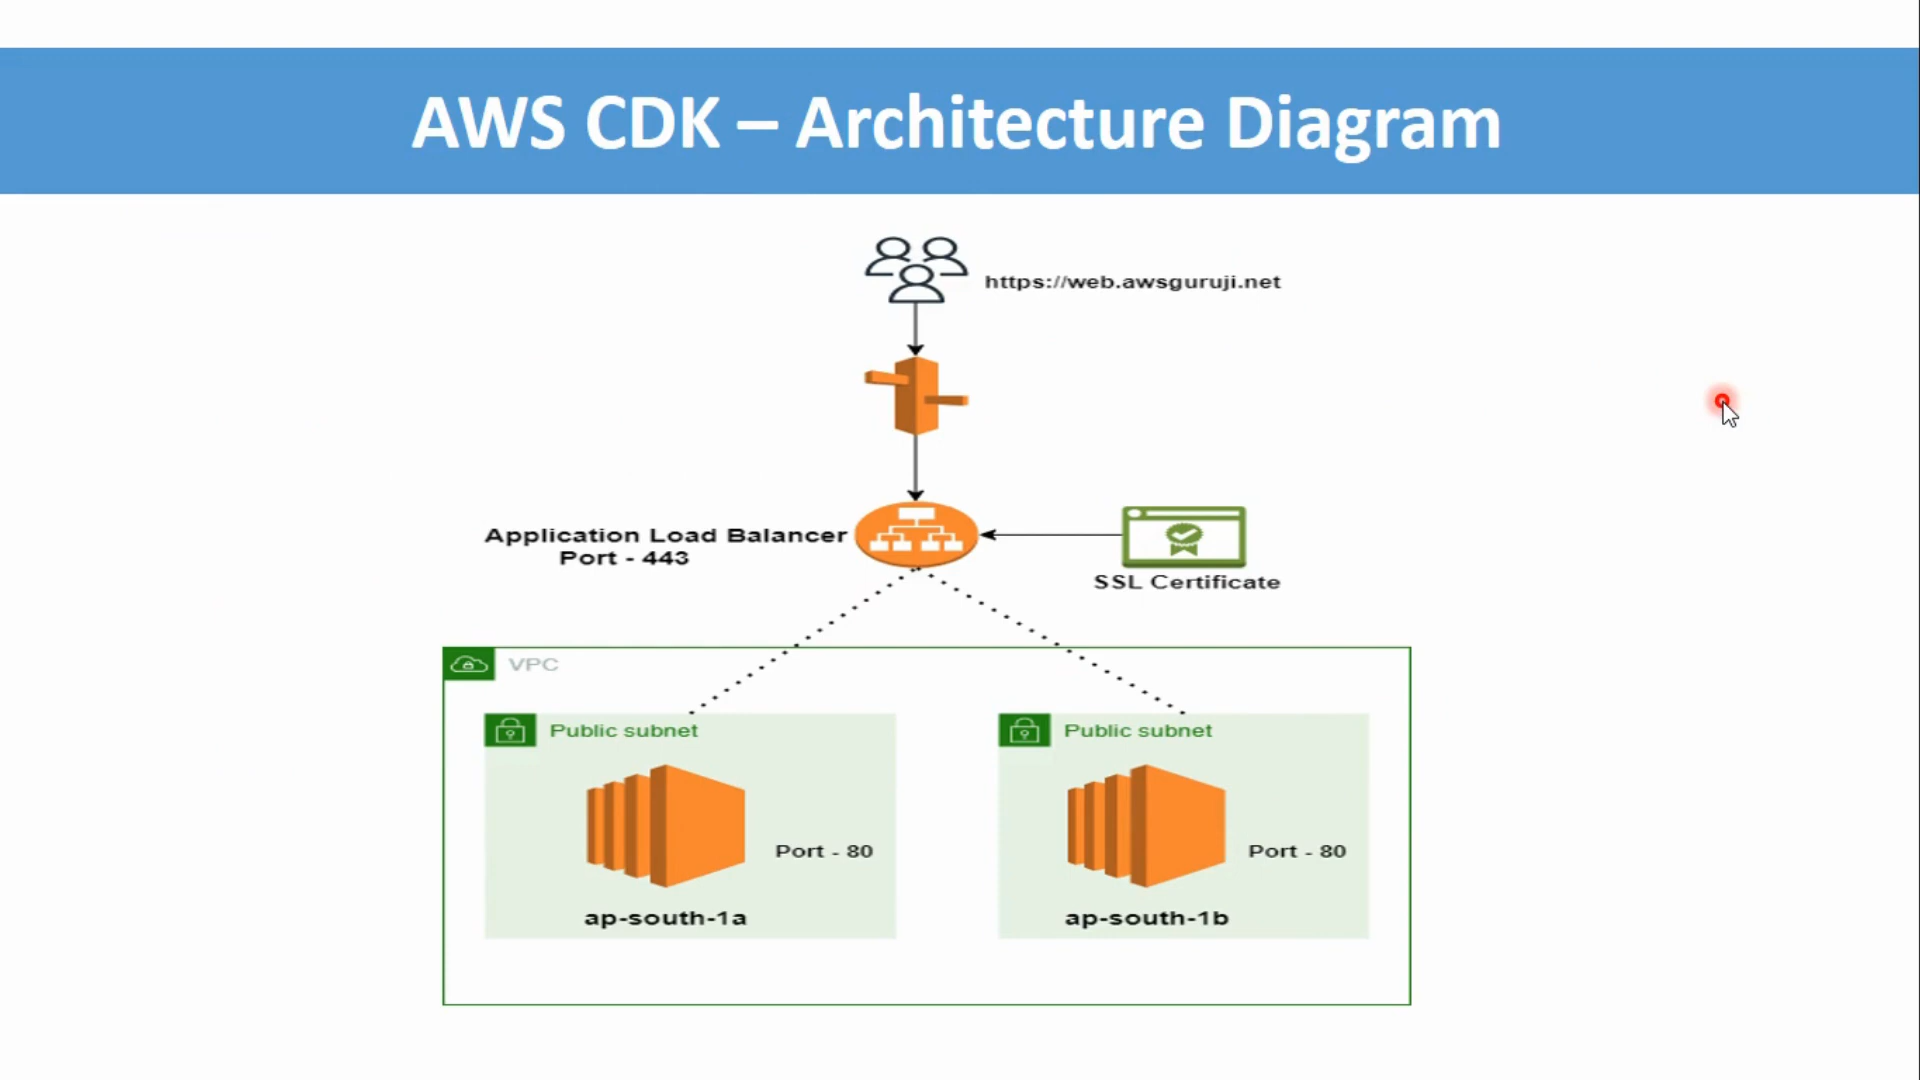 AWS CDK – Architecture Diagram
https://web.awsguruji.net
Application Load Balancer
Port - 443
SSL Certificate
VPC
Public subnet
Port - 80
ap-south-1a
Public subnet
Port - 80
ap-south-1b